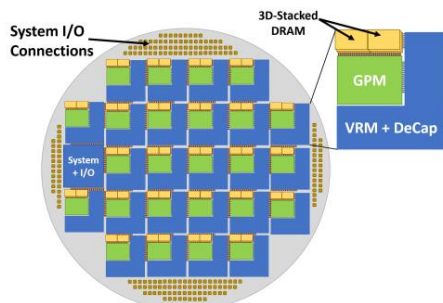 System I/O
Connections
3D-Stacked
DRAM
GPM
VRM + DeCap
System
+ I/O